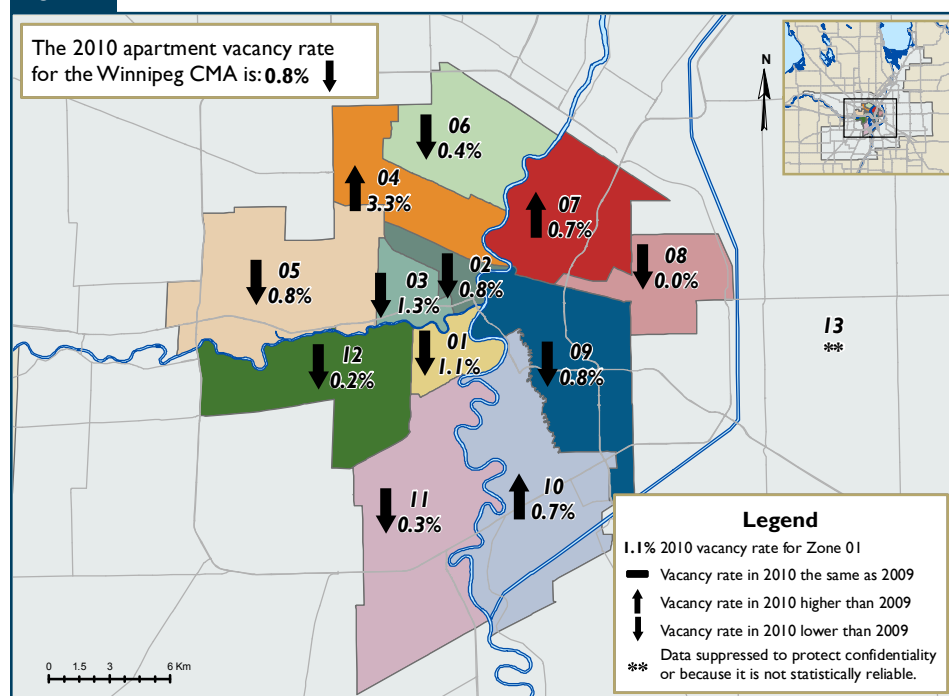 The 2010 apartment vacancy rate
for the Winnipeg CMA is: 0.8%
N
06
0.4%
04
3.3%
07
0.7%
08
0.0%
05
0.8%
03
1.3%
02
0.8%
13
**
12
0.2%
01
1.1%
09
0.8%
11
0.3%
10
0.7%
Legend
1.1% 2010 vacancy rate for Zone 01
Vacancy rate in 2010 the same as 2009
Vacancy rate in 2010 higher than 2009
Vacancy rate in 2010 lower than 2009
** Data suppressed to protect confidentiality
or because it is not statistically reliable.
0 1.5 3 6 Km